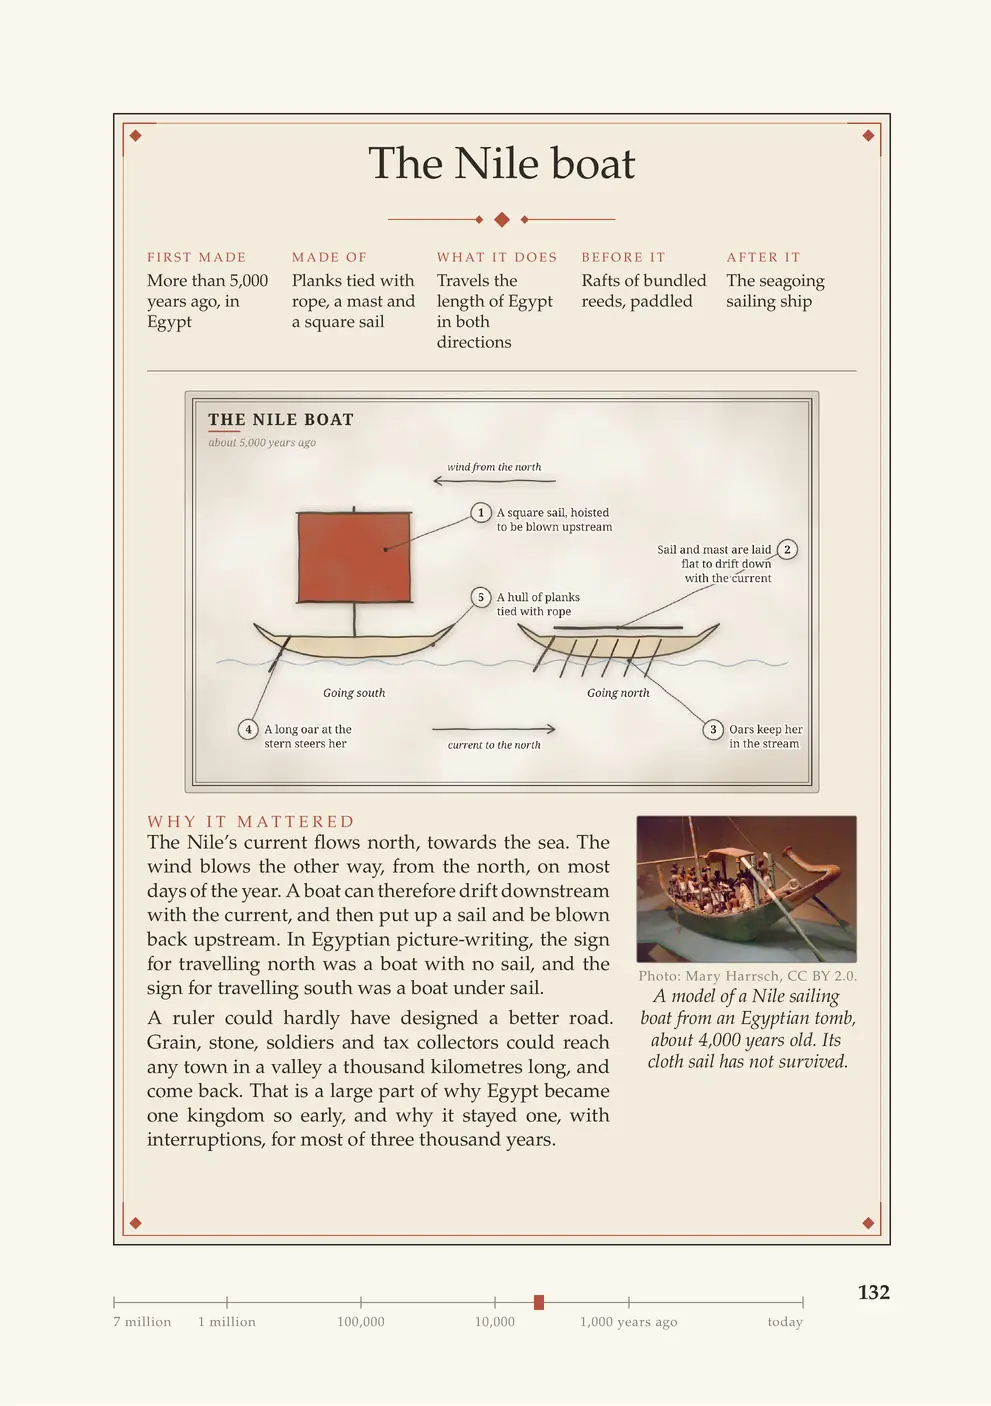 The Nile boat
FIRST MADE
More than 5,000
years ago, in
Egypt
MADE OF
Planks tied with
rope, a mast and
a square sail
WHAT IT DOES
Travels the
length of Egypt
in both
directions
BEFORE IT
Rafts of bundled
reeds, paddled
AFTER IT
The seagoing
sailing ship
THE NILE BOAT
about 5,000 years ago
wind from the north
1 A square sail, hoisted
to be blown upstream
Sail and mast are laid 2
flat to drift down
with the current
5 A hull of planks
tied with rope
Going south
Going north
4 A long oar at the
stern steers her
current to the north
3 Oars keep her
in the stream
WHY IT MATTERED
The Nile's current flows north, towards the sea. The
wind blows the other way, from the north, on most
days of the year. A boat can therefore drift downstream
with the current, and then put up a sail and be blown
back upstream. In Egyptian picture-writing, the sign
for travelling north was a boat with no sail, and the
sign for travelling south was a boat under sail.
A ruler could hardly have designed a better road.
Grain, stone, soldiers and tax collectors could reach
any town in a valley a thousand kilometres long, and
come back. That is a large part of why Egypt became
one kingdom so early, and why it stayed one, with
interruptions, for most of three thousand years.
Photo: Mary Harrsch, CC BY 2.0.
A model of a Nile sailing
boat from an Egyptian tomb,
about 4,000 years old. Its
cloth sail has not survived.
132
7 million
1 million
100,000
10,000
1,000 years ago
today